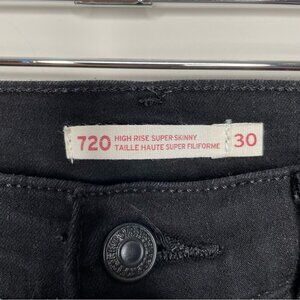 720 HIGH RISE SUPER SKINNY
TAILLE HAUTE SUPER FILIFORME
30